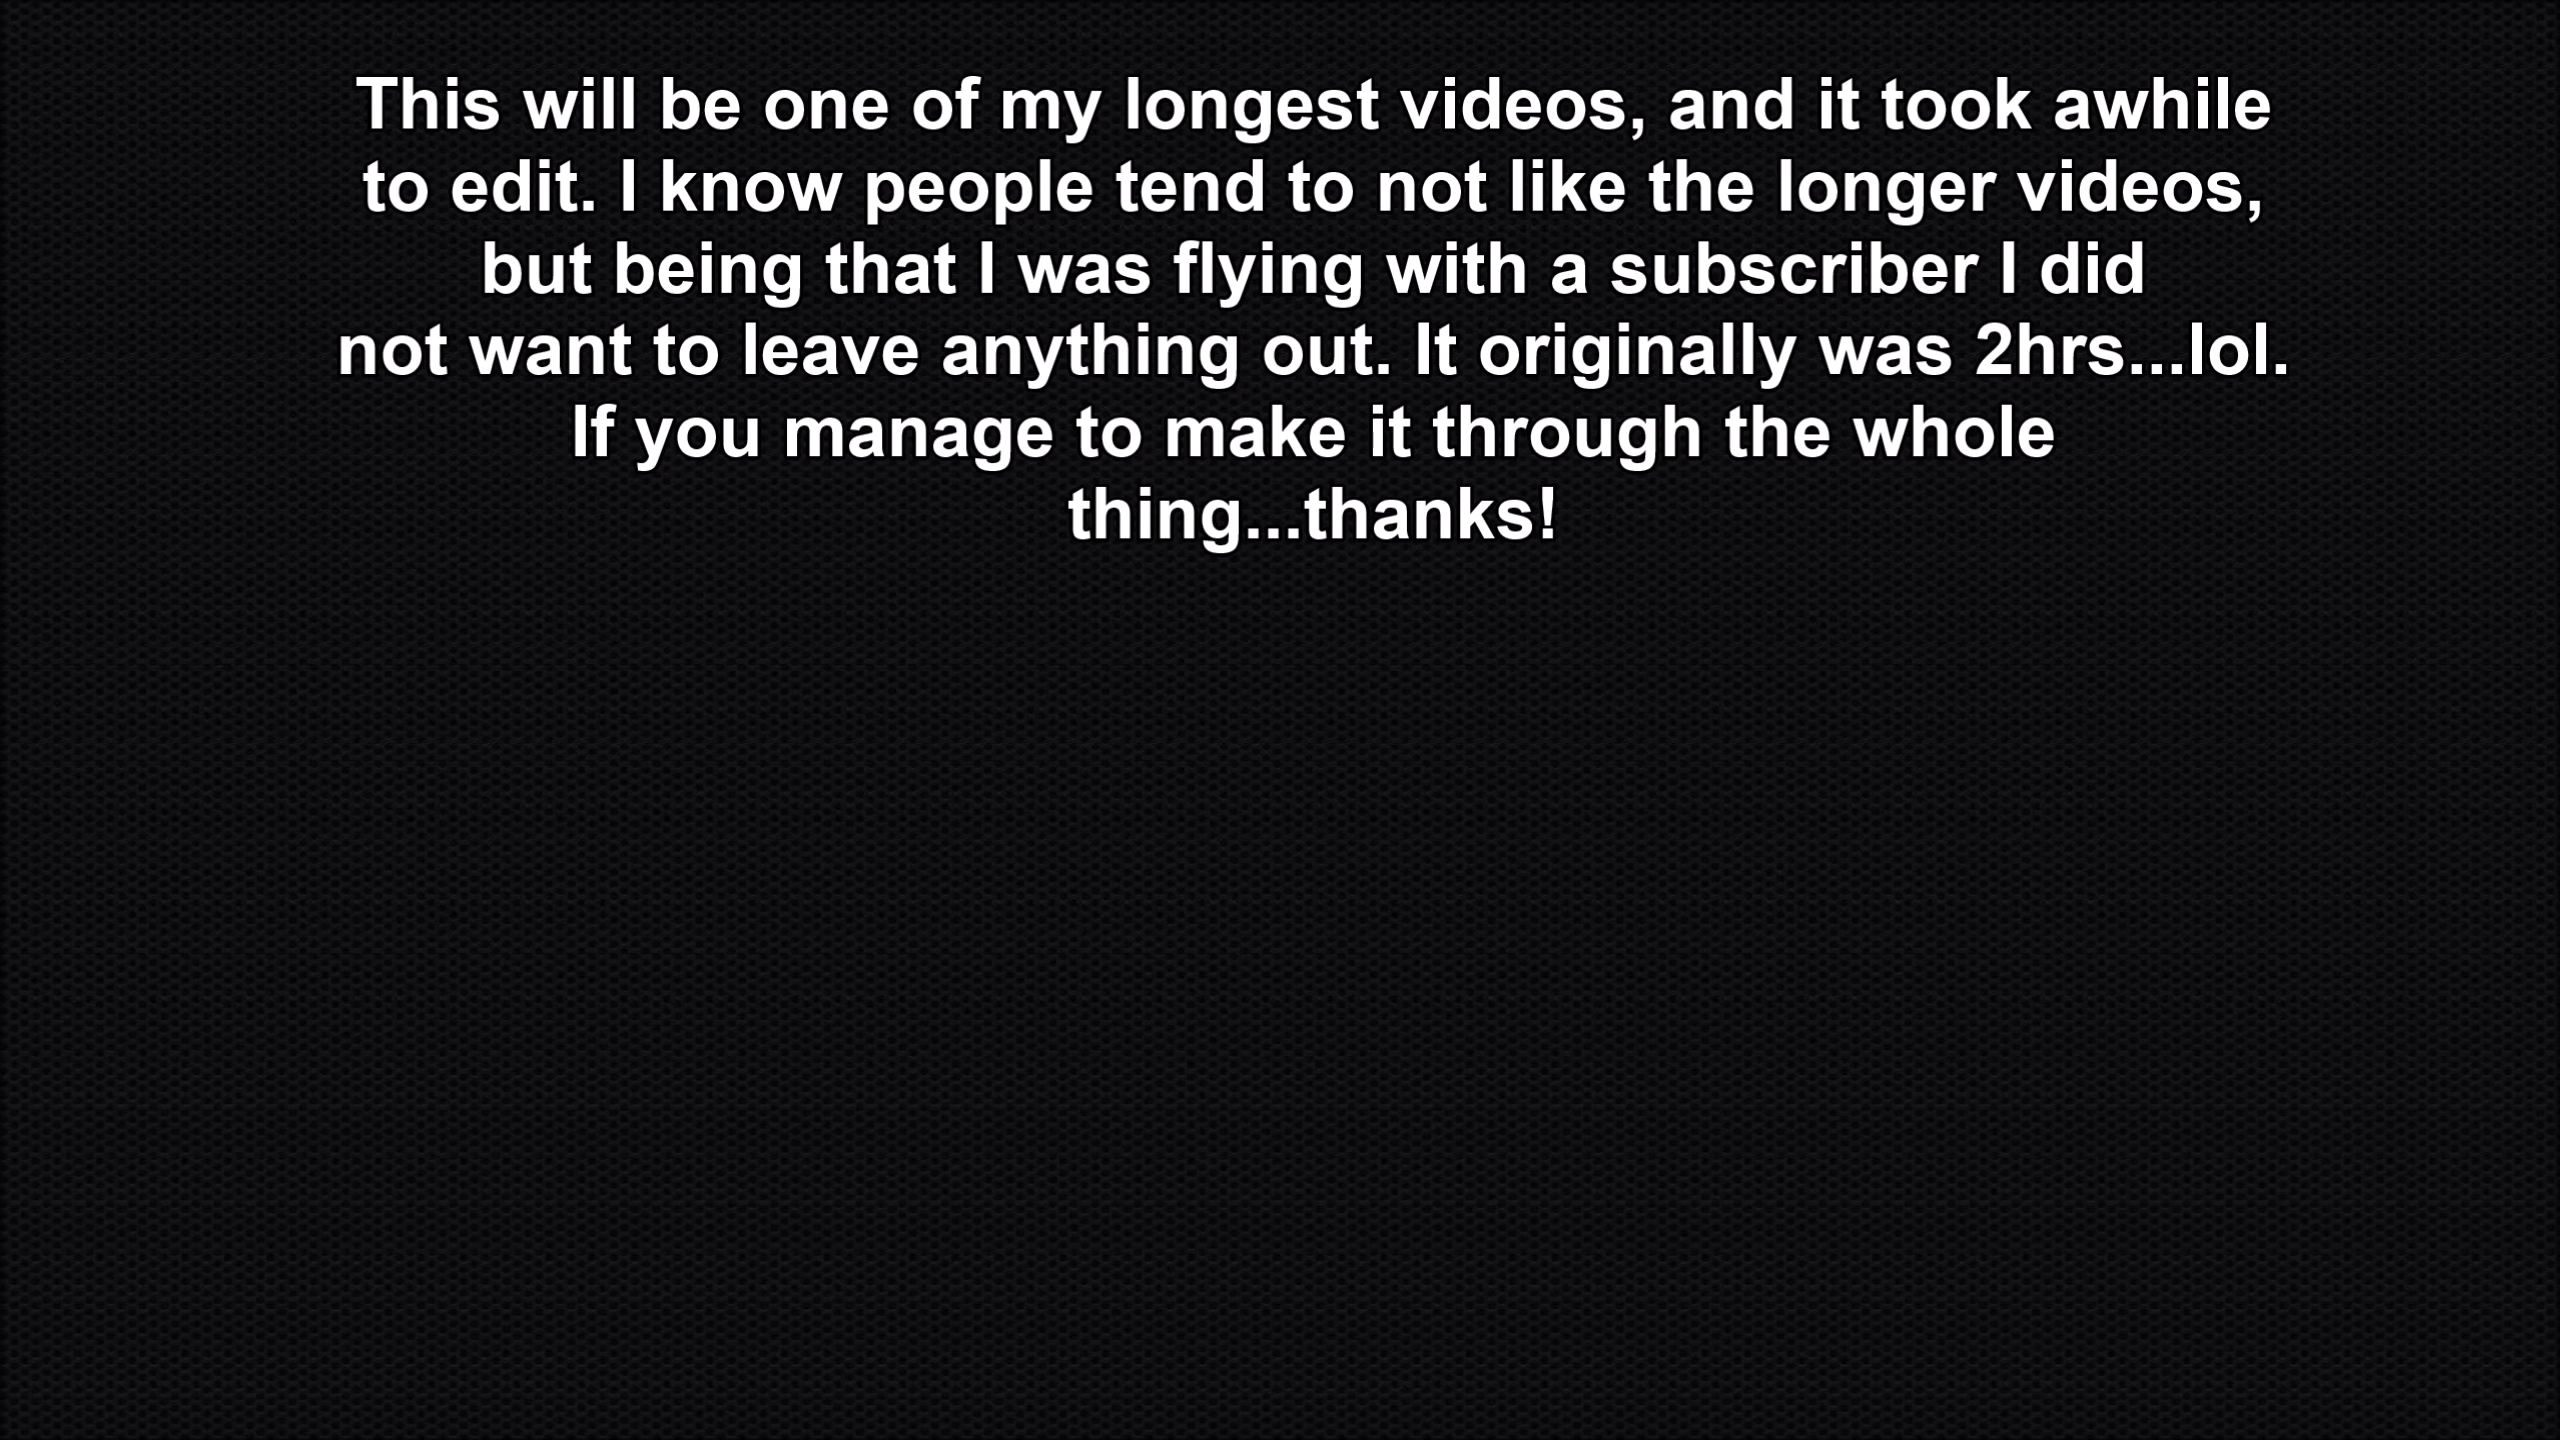 This will be one of my longest videos, and it took awhile
to edit. I know people tend to not like the longer videos,
but being that I was flying with a subscriber I did
not want to leave anything out. It originally was 2hrs...lol.
If you manage to make it through the whole
thing...thanks!